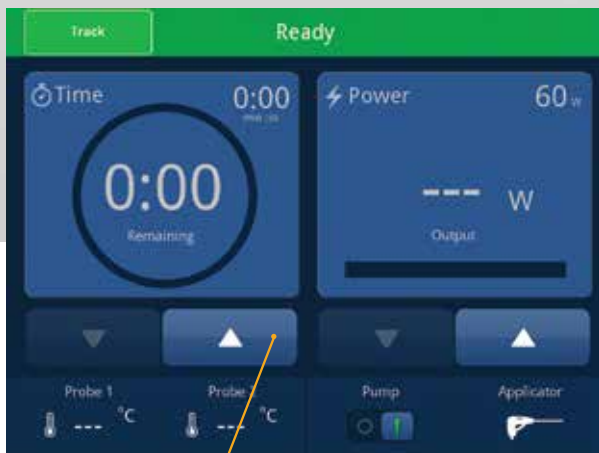 Track
Ready
Time
0:00
min :ss
0:00
Remaining
Power
60 W
--- W
Output
Probe 1
--- °C
Probe
--- °C
Pump
Applicator